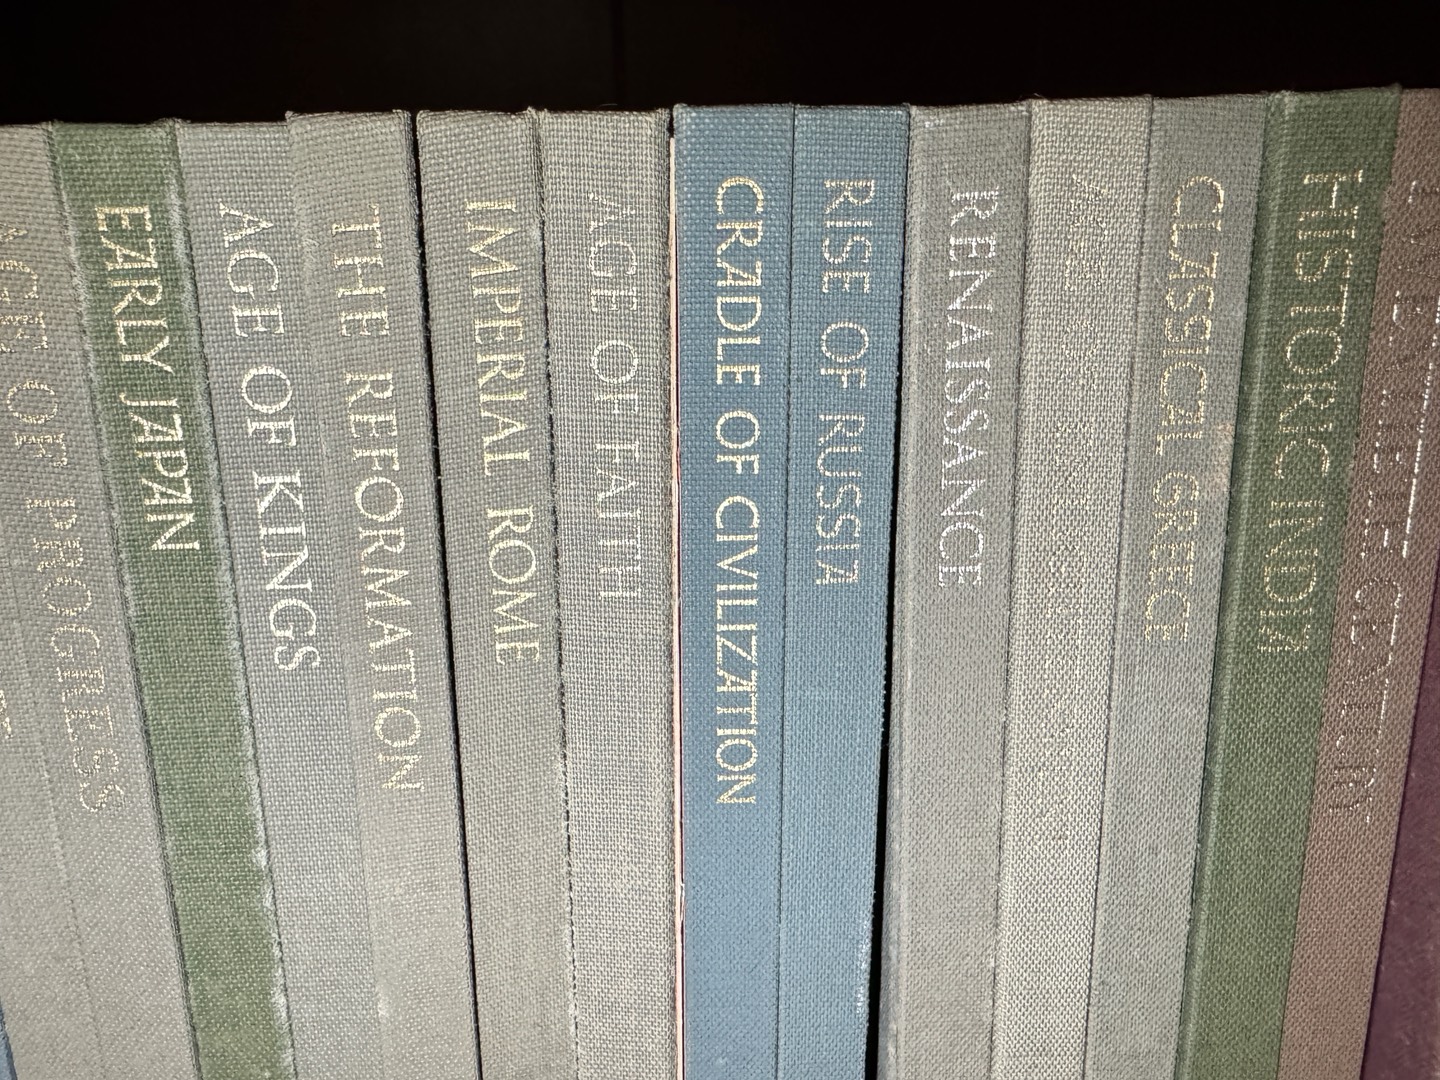 AGE OF PROGRESS
EARLY JAPAN
AGE OF KINGS
THE REFORMATION
IMPERIAL ROME
AGE OF FAITH
CRADLE OF CIVILIZATION
RISE OF RUSSIA
RENAISSANCE
CLASSICAL GREECE
HISTORIC INDIA